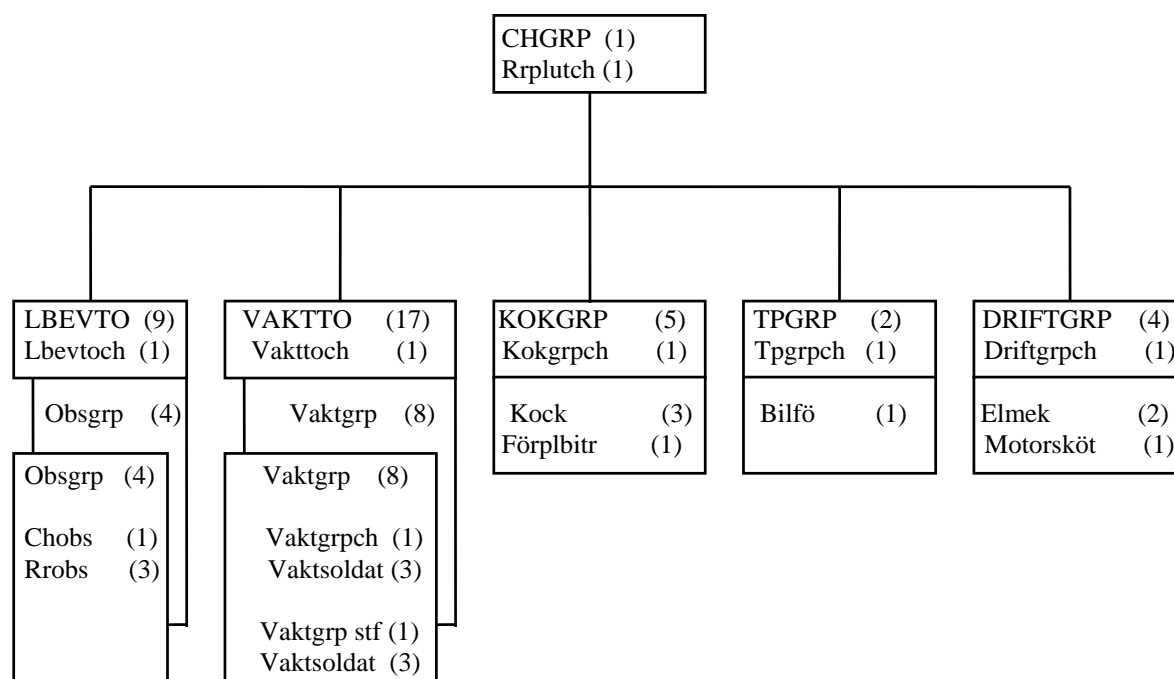 CHGRP (1)
Rrplutch (1)
LBEVTO (9)
Lbevtoch (1)
Obsgrp (4)
Obsgrp (4)
Chobs (1)
Rrobs (3)
VAKTTO (17)
Vakttoch (1)
Vaktgrp (8)
Vaktgrp (8)
Vaktgrpch (1)
Vaktsoldat (3)
Vaktgrp stf (1)
Vaktsoldat (3)
KOKGRP (5)
Kokgrpch (1)
Kock (3)
Förplbitr (1)
TPGRP (2)
Tpgrpch (1)
Bilfö (1)
DRIFTGRP (4)
Driftgrpch (1)
Elmek (2)
Motorsköt (1)